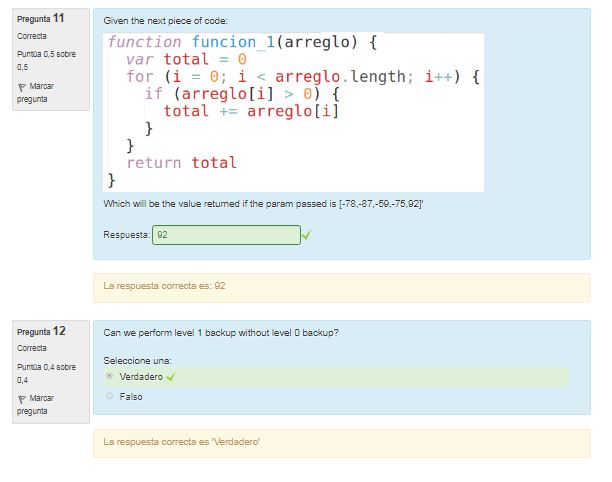 Pregunta 11
Correcta
Puntúa 0,5 sobre
0,5
Marcar
pregunta
Given the next piece of code:
function funcion_1(arreglo) {
var total = 0
for (i = 0; i < arreglo.length; i++) {
if (arreglo[i] > 0) {
total += arreglo[i]
}
}
return total
}
Which will be the value returned if the param passed is [-78,-87,-59,-75,92]'
Respuesta: 92
La respuesta correcta es: 92
Pregunta 12
Correcta
Puntúa 0,4 sobre
0,4
Marcar
pregunta
Can we perform level 1 backup without level 0 backup?
Seleccione una:
Verdadero
Falso
La respuesta correcta es 'Verdadero'